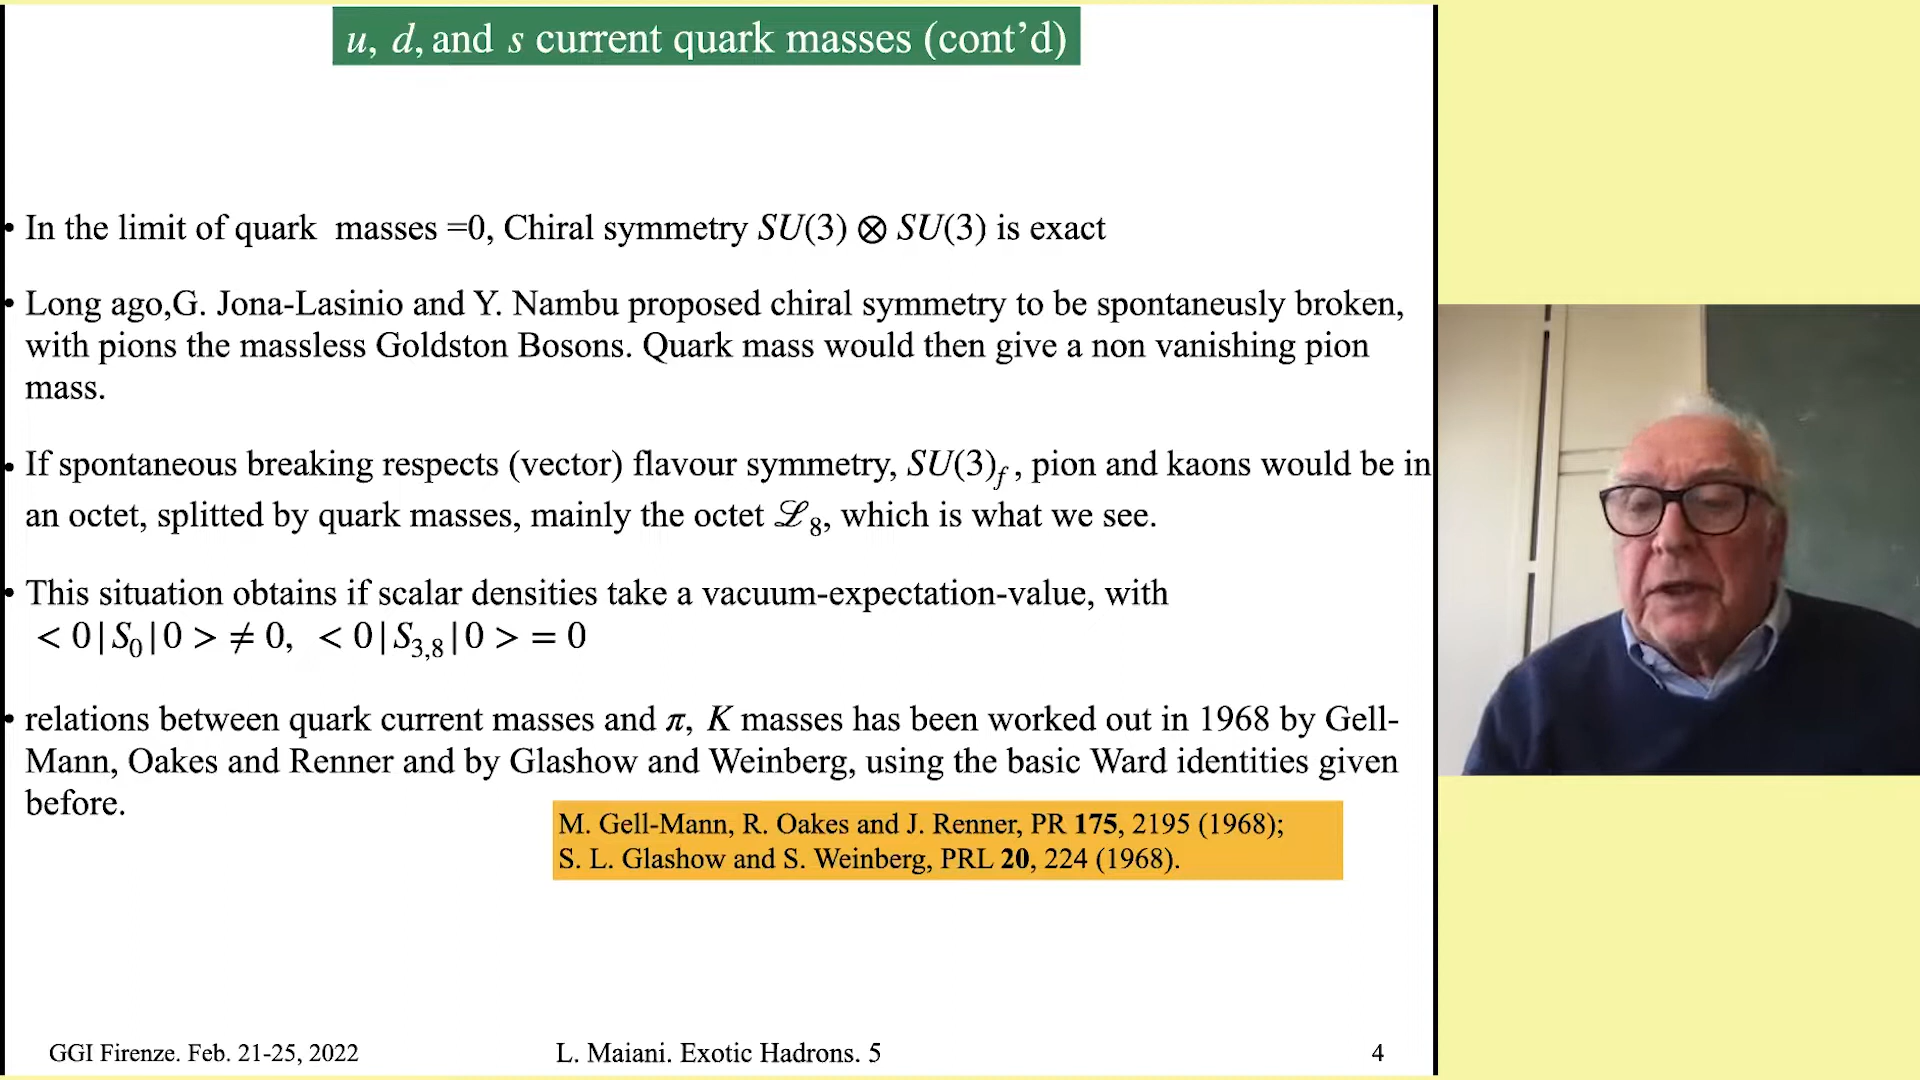 u, d, and s current quark masses (cont’d)
• In the limit of quark masses =0, Chiral symmetry SU(3) ⊗ SU(3) is exact
• Long ago,G. Jona-Lasinio and Y. Nambu proposed chiral symmetry to be spontaneusly broken,
with pions the massless Goldston Bosons. Quark mass would then give a non vanishing pion
mass.
• If spontaneous breaking respects (vector) flavour symmetry, SU(3)_f , pion and kaons would be in
an octet, splitted by quark masses, mainly the octet ℒ_8, which is what we see.
• This situation obtains if scalar densities take a vacuum-expectation-value, with
< 0|S_0|0 > ≠ 0, < 0|S_{3,8}|0 > = 0
• relations between quark current masses and π, K masses has been worked out in 1968 by Gell-
Mann, Oakes and Renner and by Glashow and Weinberg, using the basic Ward identities given
before.
M. Gell-Mann, R. Oakes and J. Renner, PR 175, 2195 (1968);
S. L. Glashow and S. Weinberg, PRL 20, 224 (1968).
GGI Firenze. Feb. 21-25, 2022 L. Maiani. Exotic Hadrons. 5 4